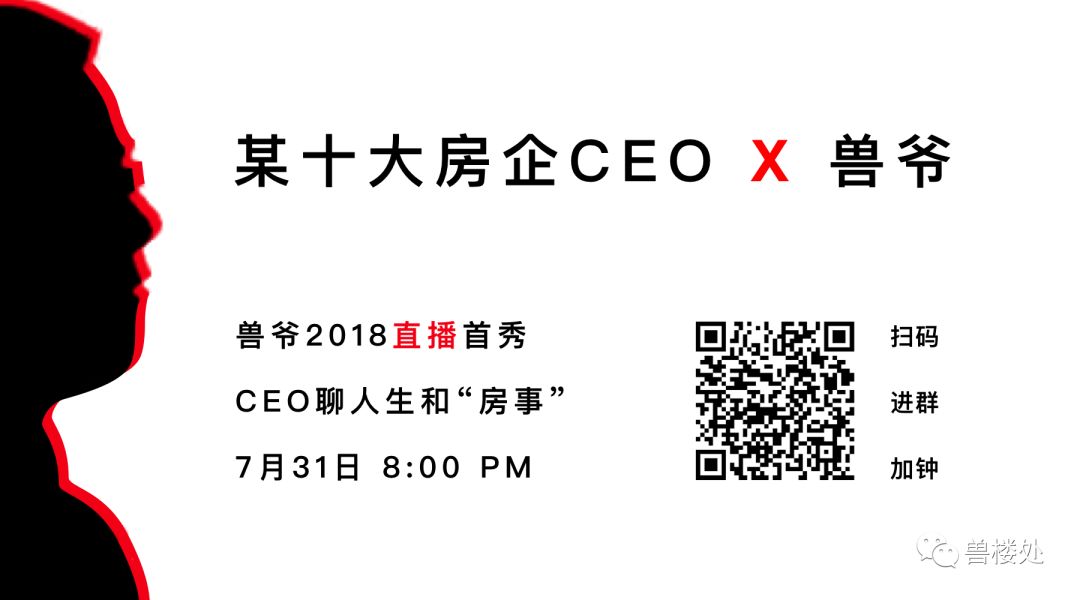 某十大房企CEO X 兽爷
兽爷2018直播首秀
CEO聊人生和“房事”
7月31日 8:00 PM
扫码
进群
加钟
兽楼处